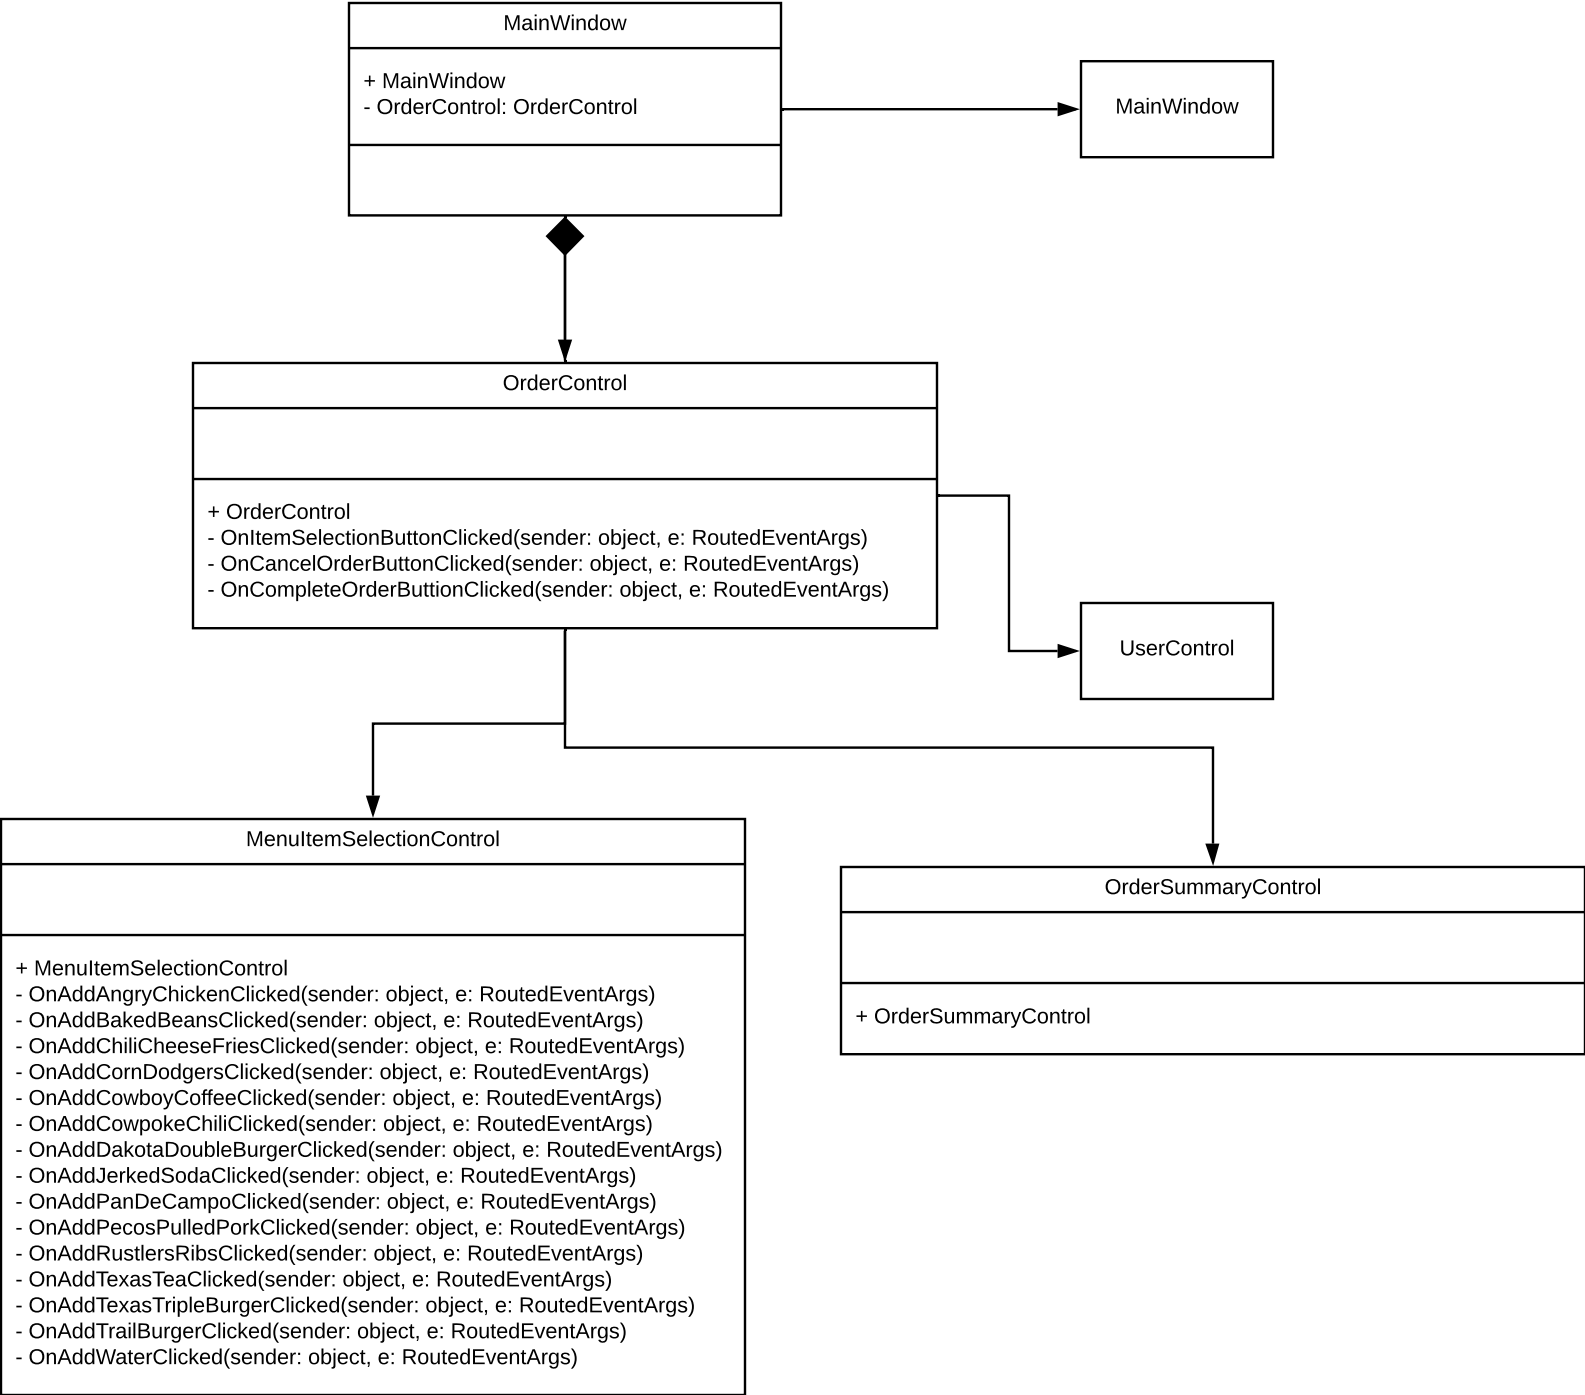 MainWindow
+ MainWindow
- OrderControl: OrderControl
MainWindow
OrderControl
+ OrderControl
- OnItemSelectionButtonClicked(sender: object, e: RoutedEventArgs)
- OnCancelOrderButtonClicked(sender: object, e: RoutedEventArgs)
- OnCompleteOrderButtionClicked(sender: object, e: RoutedEventArgs)
UserControl
MenuItemSelectionControl
+ MenuItemSelectionControl
- OnAddAngryChickenClicked(sender: object, e: RoutedEventArgs)
- OnAddBakedBeansClicked(sender: object, e: RoutedEventArgs)
- OnAddChiliCheeseFriesClicked(sender: object, e: RoutedEventArgs)
- OnAddCornDodgersClicked(sender: object, e: RoutedEventArgs)
- OnAddCowboyCoffeeClicked(sender: object, e: RoutedEventArgs)
- OnAddCowpokeChiliClicked(sender: object, e: RoutedEventArgs)
- OnAddDakotaDoubleBurgerClicked(sender: object, e: RoutedEventArgs)
- OnAddJerkedSodaClicked(sender: object, e: RoutedEventArgs)
- OnAddPanDeCampoClicked(sender: object, e: RoutedEventArgs)
- OnAddPecosPulledPorkClicked(sender: object, e: RoutedEventArgs)
- OnAddRustlersRibsClicked(sender: object, e: RoutedEventArgs)
- OnAddTexasTeaClicked(sender: object, e: RoutedEventArgs)
- OnAddTexasTripleBurgerClicked(sender: object, e: RoutedEventArgs)
- OnAddTrailBurgerClicked(sender: object, e: RoutedEventArgs)
- OnAddWaterClicked(sender: object, e: RoutedEventArgs)
OrderSummaryControl
+ OrderSummaryControl